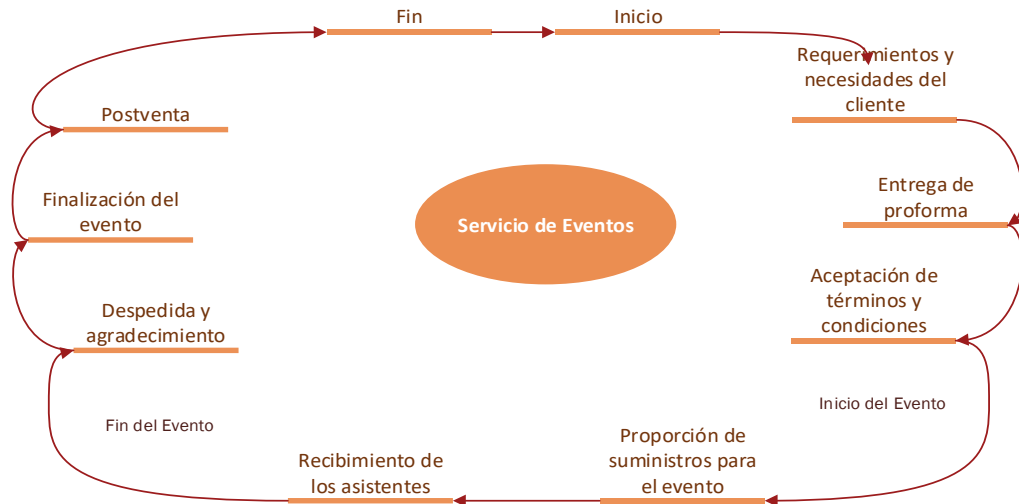 Fin
Inicio
Requerimientos y
necesidades del
cliente
Postventa
Entrega de
proforma
Finalización del
evento
Servicio de Eventos
Aceptación de
términos y
condiciones
Despedida y
agradecimiento
Inicio del Evento
Fin del Evento
Proporción de
suministros para
el evento
Recibimiento de
los asistentes